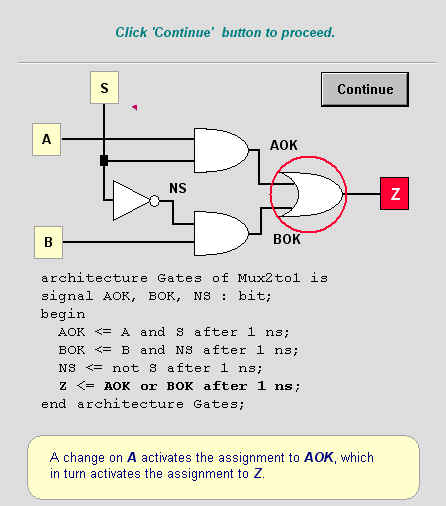 Click 'Continue' button to proceed.
S
Continue
A
AOK
NS
Z
B
BOK
architecture Gates of Mux2to1 is
signal AOK, BOK, NS : bit;
begin
AOK <= A and S after 1 ns;
BOK <= B and NS after 1 ns;
NS <= not S after 1 ns;
Z <= AOK or BOK after 1 ns;
end architecture Gates;
A change on A activates the assignment to AOK, which
in turn activates the assignment to Z.